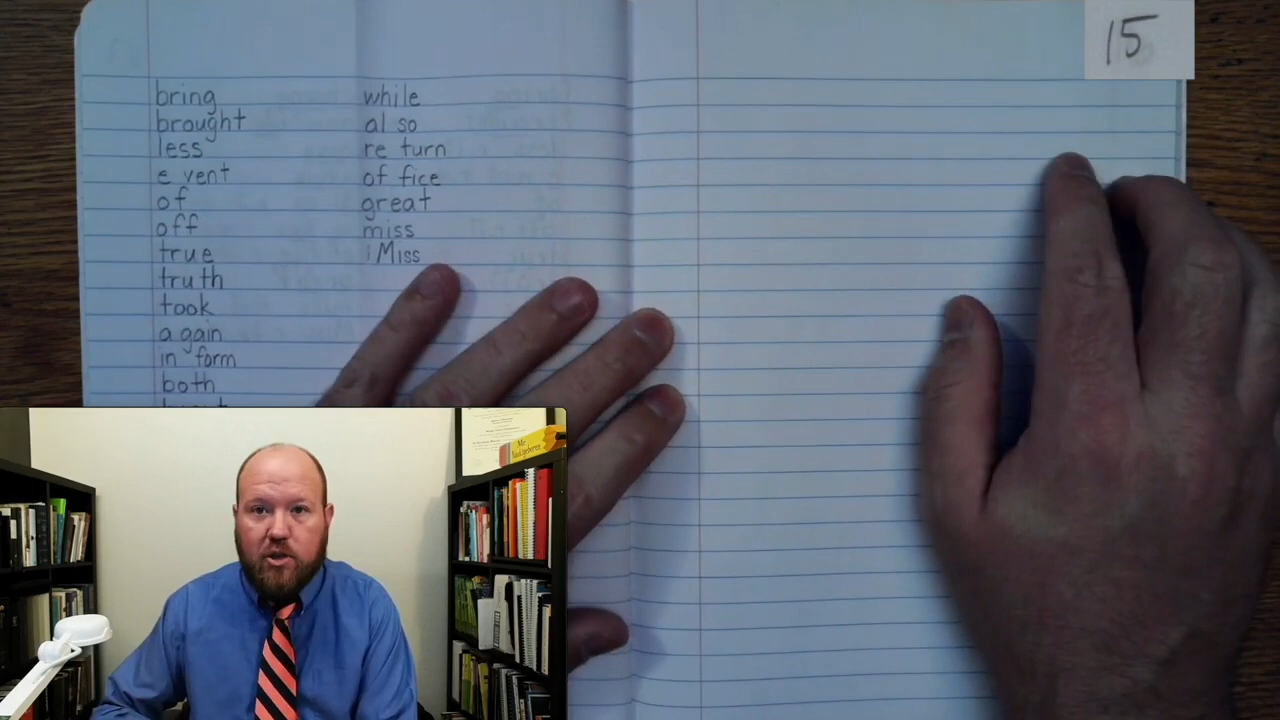 15
bring
brought
less
e vent
of
off
true
truth
took
a gain
in form
both
while
al so
re turn
of fice
great
miss
Miss
Mr.